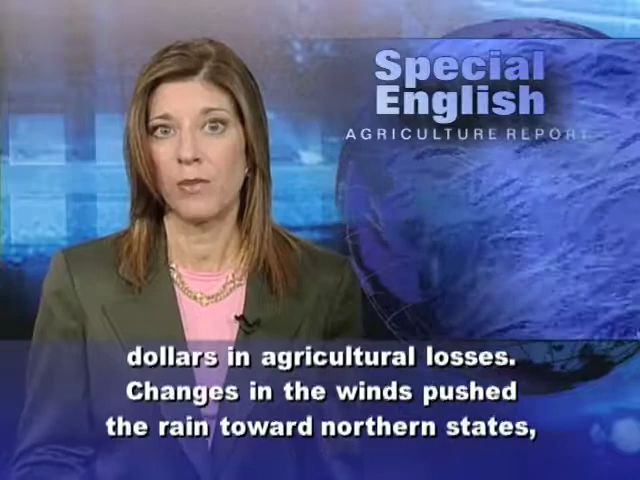 Special
English
AGRICULTURE REPORT
dollars in agricultural losses.
Changes in the winds pushed
the rain toward northern states,